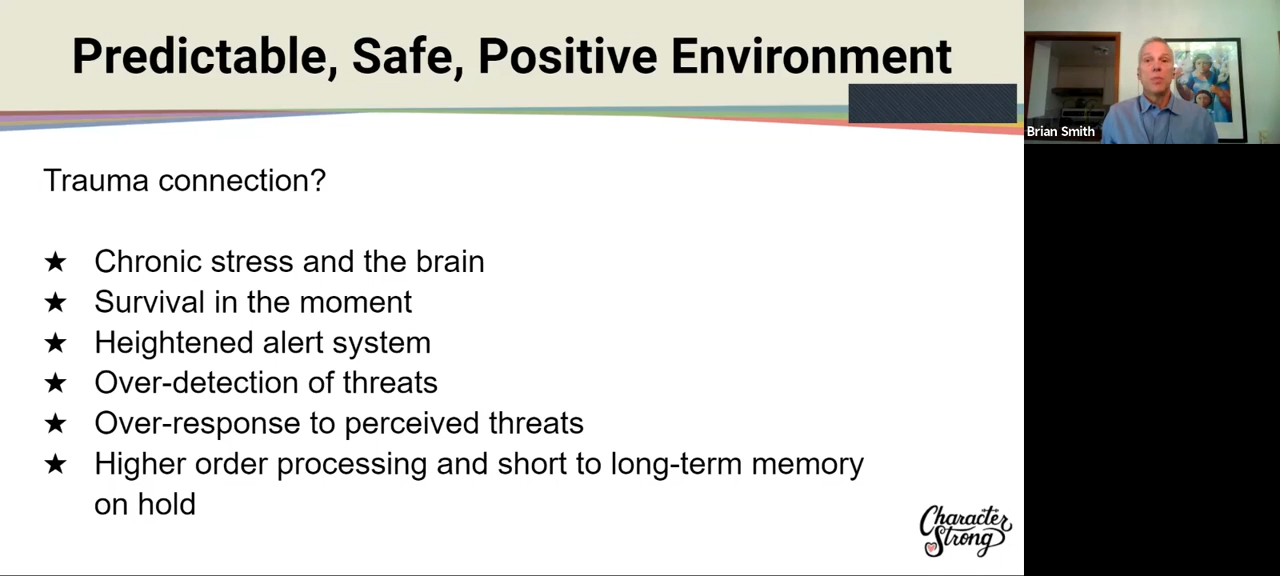 Predictable, Safe, Positive Environment
Brian Smith
Trauma connection?
★ Chronic stress and the brain
★ Survival in the moment
★ Heightened alert system
★ Over-detection of threats
★ Over-response to perceived threats
★ Higher order processing and short to long-term memory
on hold
Character
Strong